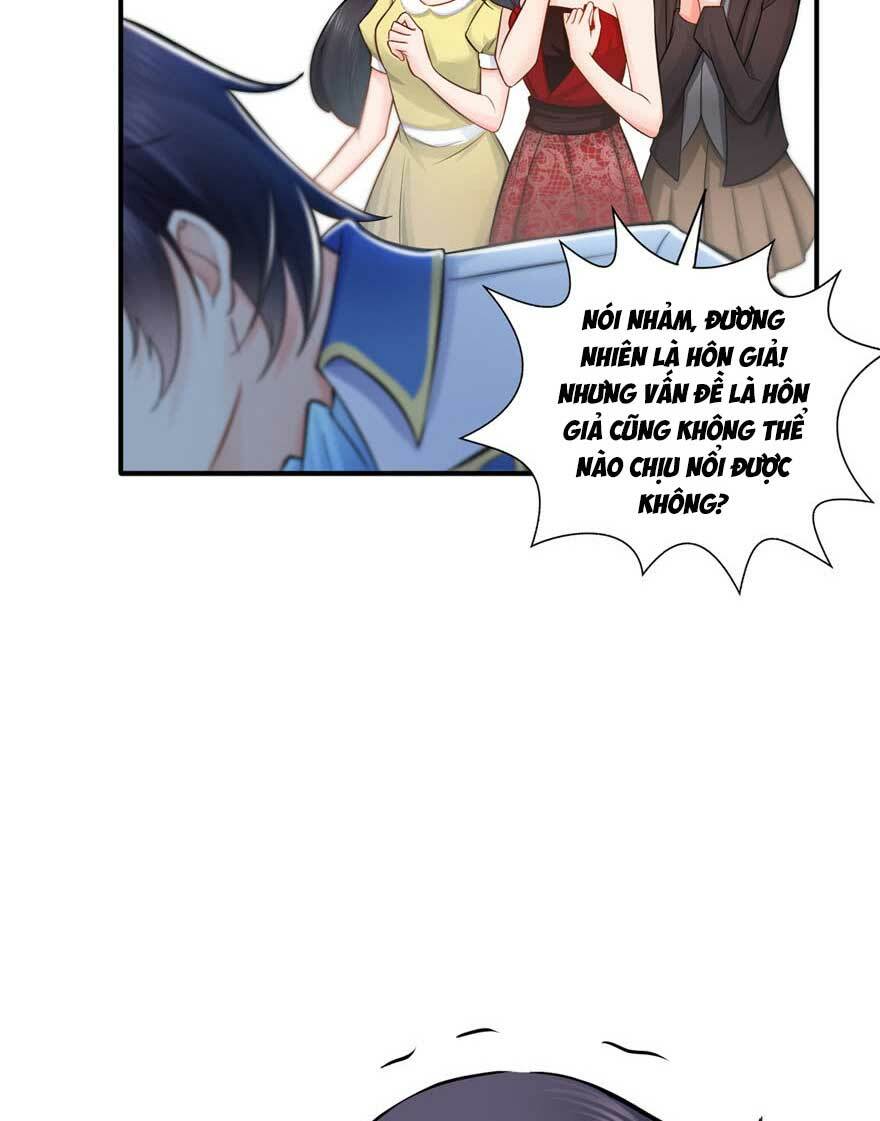 NÓI NHẢM, ĐƯƠNG
NHIÊN LÀ HÔN GIẢ!
NHƯNG VẤN ĐỀ LÀ HÔN
GIẢ CŨNG KHÔNG THỂ
NÀO CHỊU NỔI ĐƯỢC
KHÔNG?